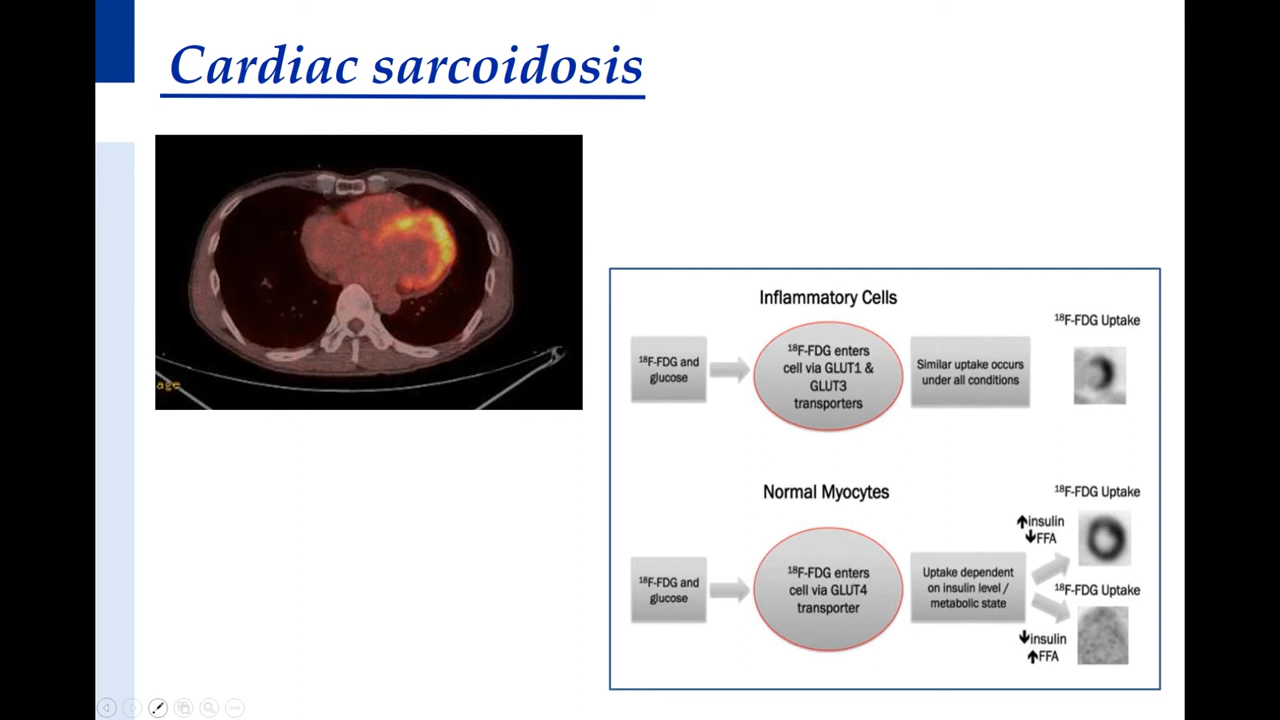 Cardiac sarcoidosis
age
Inflammatory Cells
¹⁸F-FDG and
glucose
¹⁸F-FDG enters
cell via GLUT1 &
GLUT3
transporters
Similar uptake occurs
under all conditions
¹⁸F-FDG Uptake
Normal Myocytes
¹⁸F-FDG and
glucose
¹⁸F-FDG enters
cell via GLUT4
transporter
Uptake dependent
on insulin level /
metabolic state
¹⁸F-FDG Uptake
↑insulin
↓FFA
¹⁸F-FDG Uptake
↓insulin
↑FFA